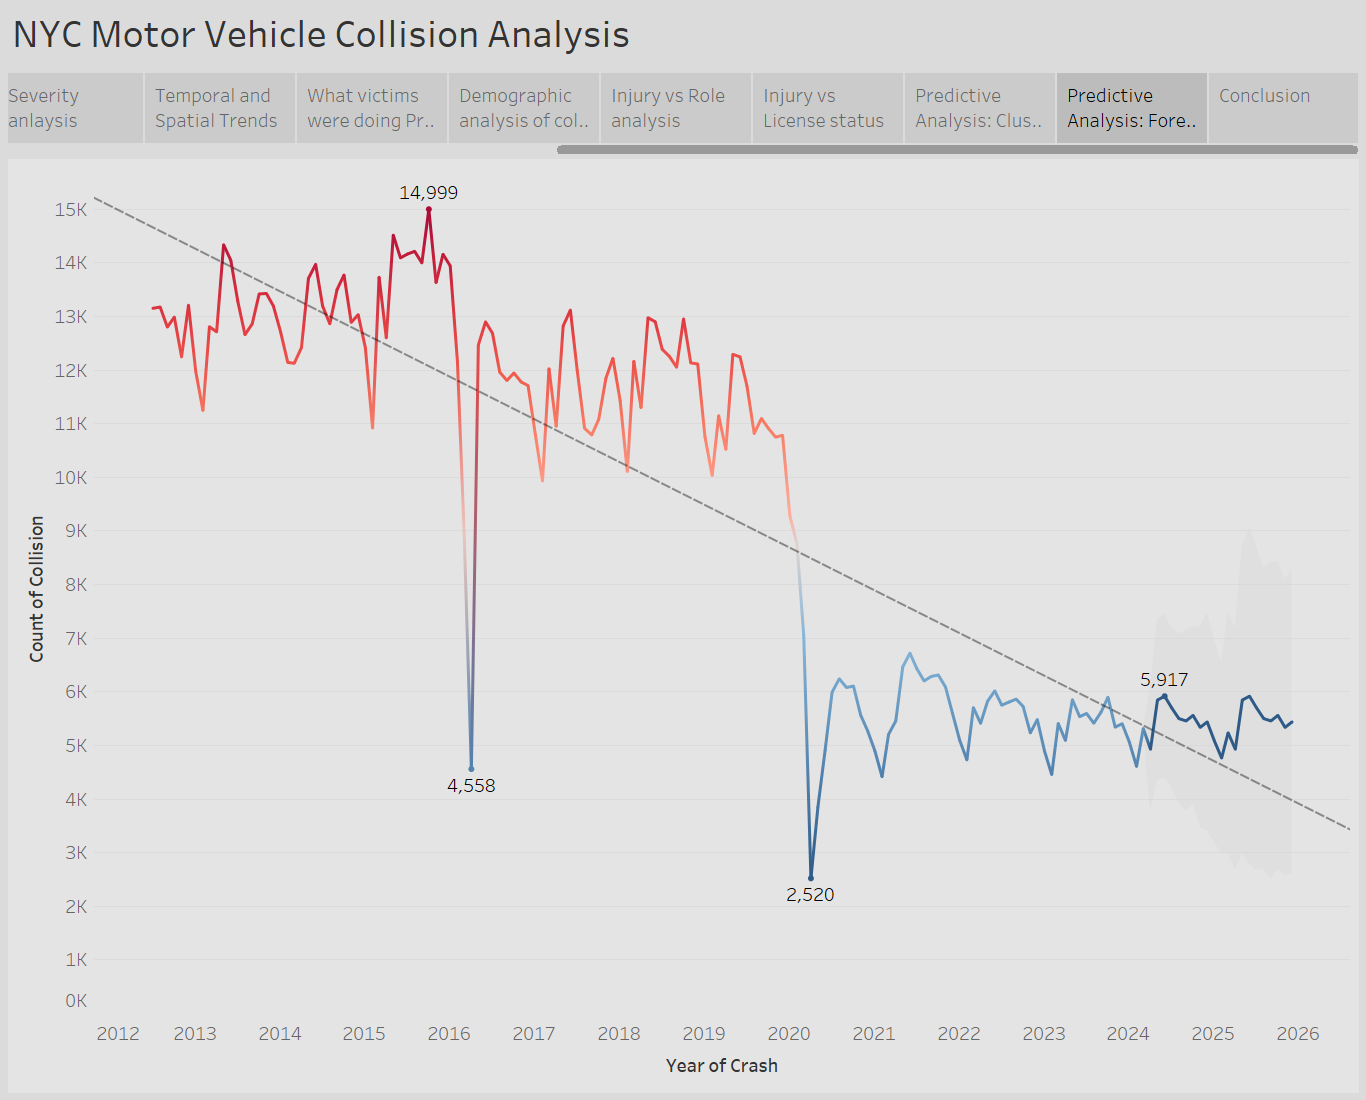 NYC Motor Vehicle Collision Analysis
Severity
anlaysis
Temporal and
Spatial Trends
What victims
were doing Pr..
Demographic
analysis of col..
Injury vs Role
analysis
Injury vs
License status
Predictive
Analysis: Clus..
Predictive
Analysis: Fore..
Conclusion
14,999
15K
14K
13K
12K
11K
10K
9K
8K
7K
6K
5K
4K
3K
2K
1K
0K
Count of Collision
5,917
4,558
2,520
2012 2013 2014 2015 2016 2017 2018 2019 2020 2021 2022 2023 2024 2025 2026
Year of Crash